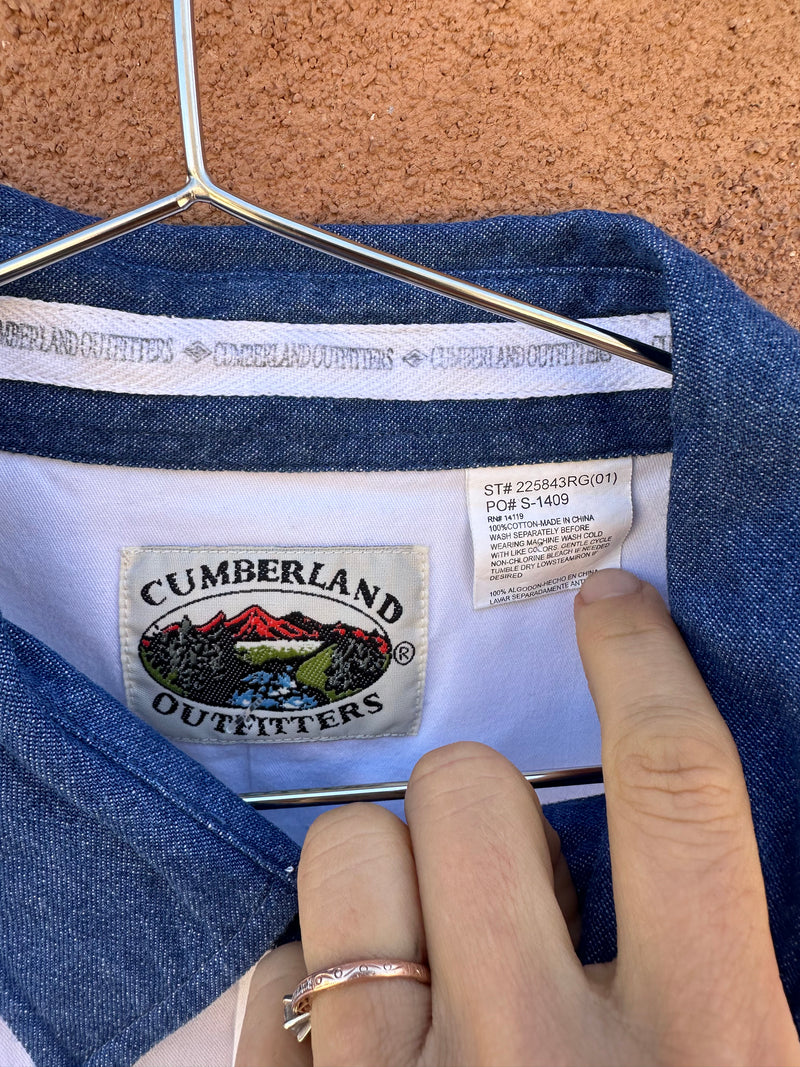 MBERLAND OUTFITTERS CUMBERLAND OUTFITTERS CUMBERLAND OUTFITTERS
ST# 225843RG(01)
PO# S-1409
RN# 14119
100%COTTON-MADE IN CHINA
WASH SEPARATELY BEFORE
WEARING MACHINE WASH COLD
WITH LIKE COLORS. GENTLE CYCLE
NON-CHLORINE BLEACH IF NEEDED
TUMBLE DRY LOWSTEAMIRON IF
DESIRED
100% ALGODON-HECHO EN CHINA
LAVAR SEPARADAMENTE
CUMBERLAND
®
OUTFITTERS